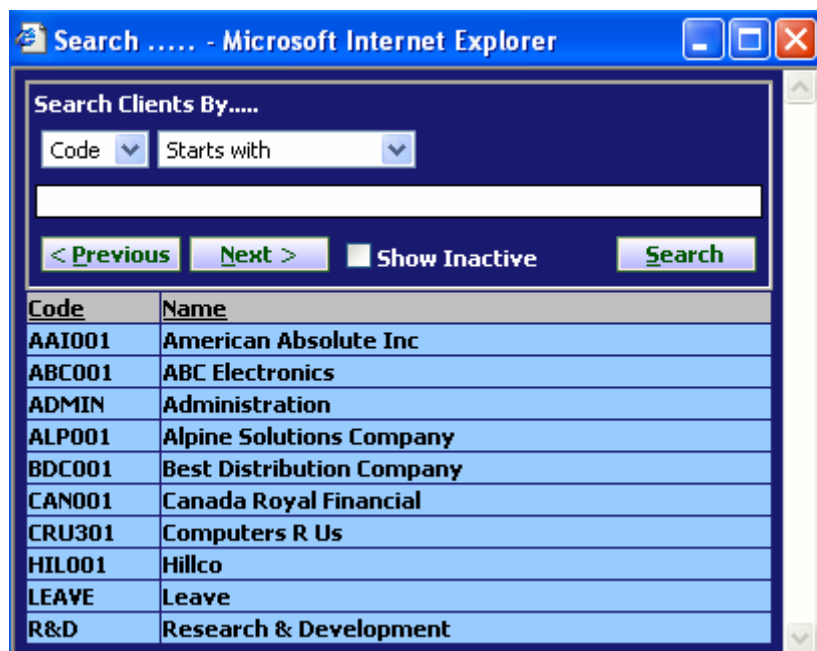 Search ..... - Microsoft Internet Explorer
Search Clients By.....
Code Starts with
< Previous Next > Show Inactive Search
Code Name
AAI001 American Absolute Inc
ABC001 ABC Electronics
ADMIN Administration
ALP001 Alpine Solutions Company
BDC001 Best Distribution Company
CAN001 Canada Royal Financial
CRU301 Computers R Us
HIL001 Hillco
LEAVE Leave
R&D Research & Development